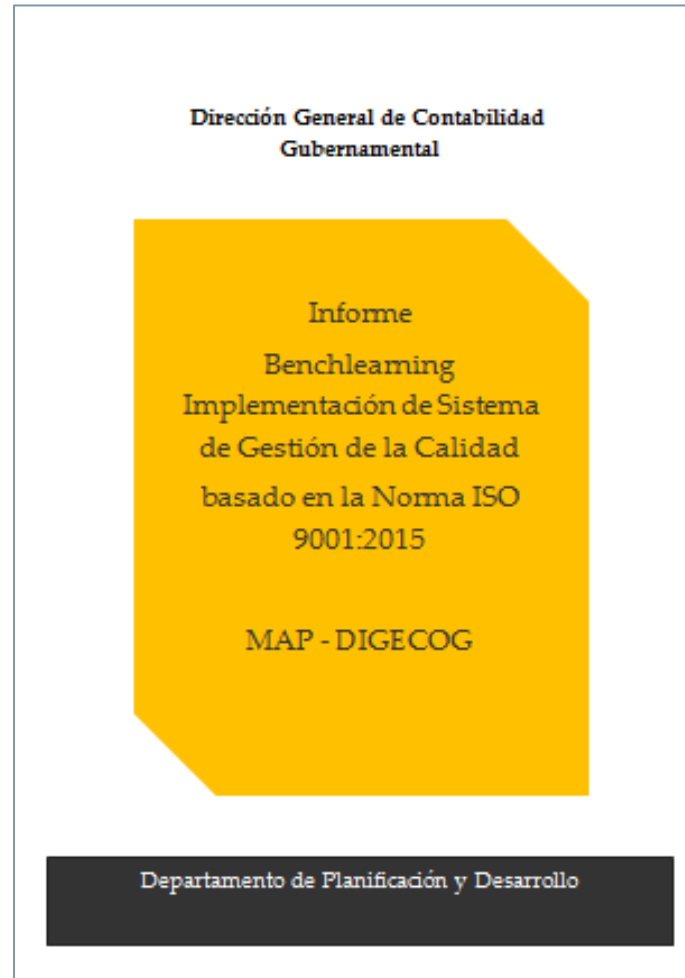 Dirección General de Contabilidad
Gubernamental
Informe
Benchlearning
Implementación de Sistema
de Gestión de la Calidad
basado en la Norma ISO
9001:2015
MAP - DIGECOG
Departamento de Planificación y Desarrollo